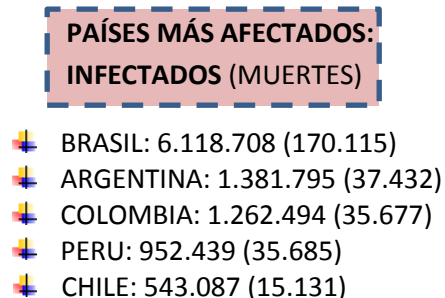 PAÍSES MÁS AFECTADOS:
INFECTADOS (MUERTES)
BRASIL: 6.118.708 (170.115)
ARGENTINA: 1.381.795 (37.432)
COLOMBIA: 1.262.494 (35.677)
PERU: 952.439 (35.685)
CHILE: 543.087 (15.131)